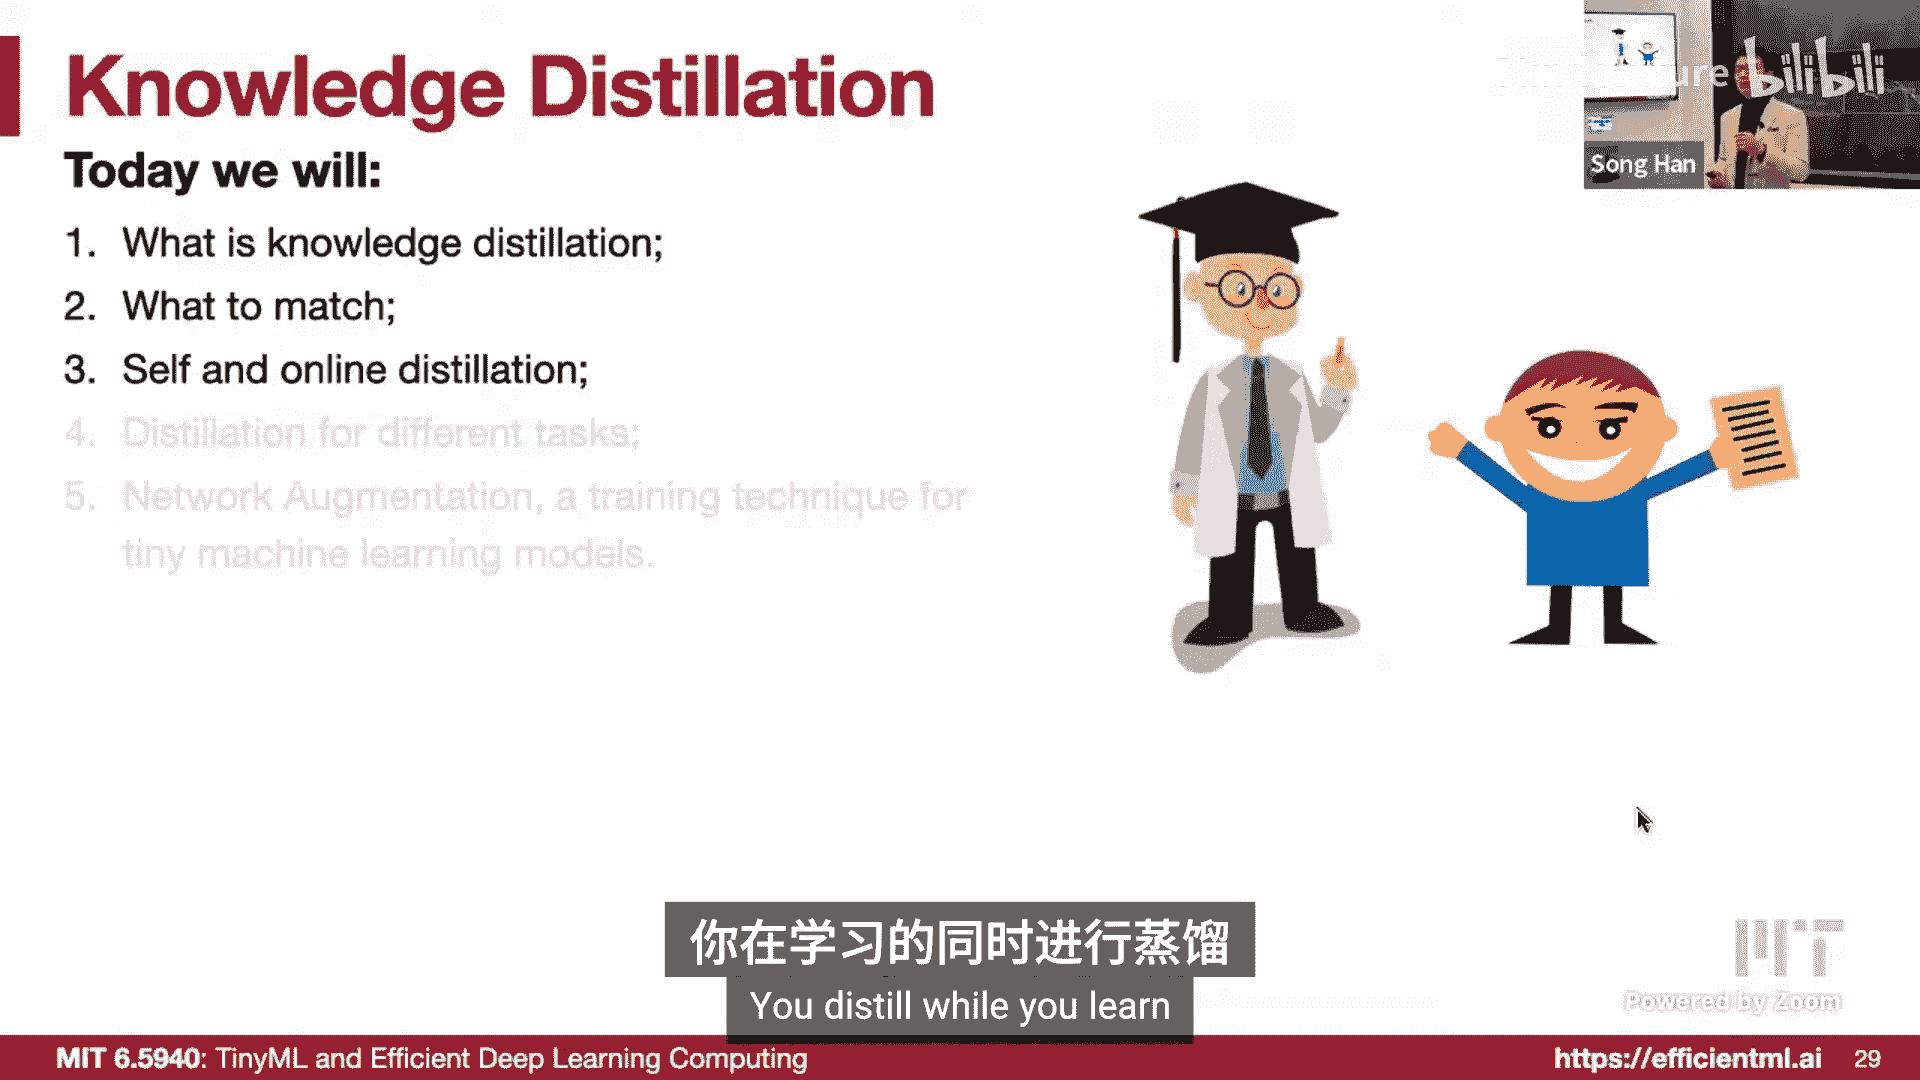 Knowledge Distillation
Today we will:
1. What is knowledge distillation;
2. What to match;
3. Self and online distillation;
4. Distillation for different tasks;
5. Network Augmentation, a training technique for
tiny machine learning models.
bilibili
Song Han
你在学习的同时进行蒸馏
You distill while you learn
MIT
Powered by Zoom
MIT 6.5940: TinyML and Efficient Deep Learning Computing
https://efficientml.ai
29